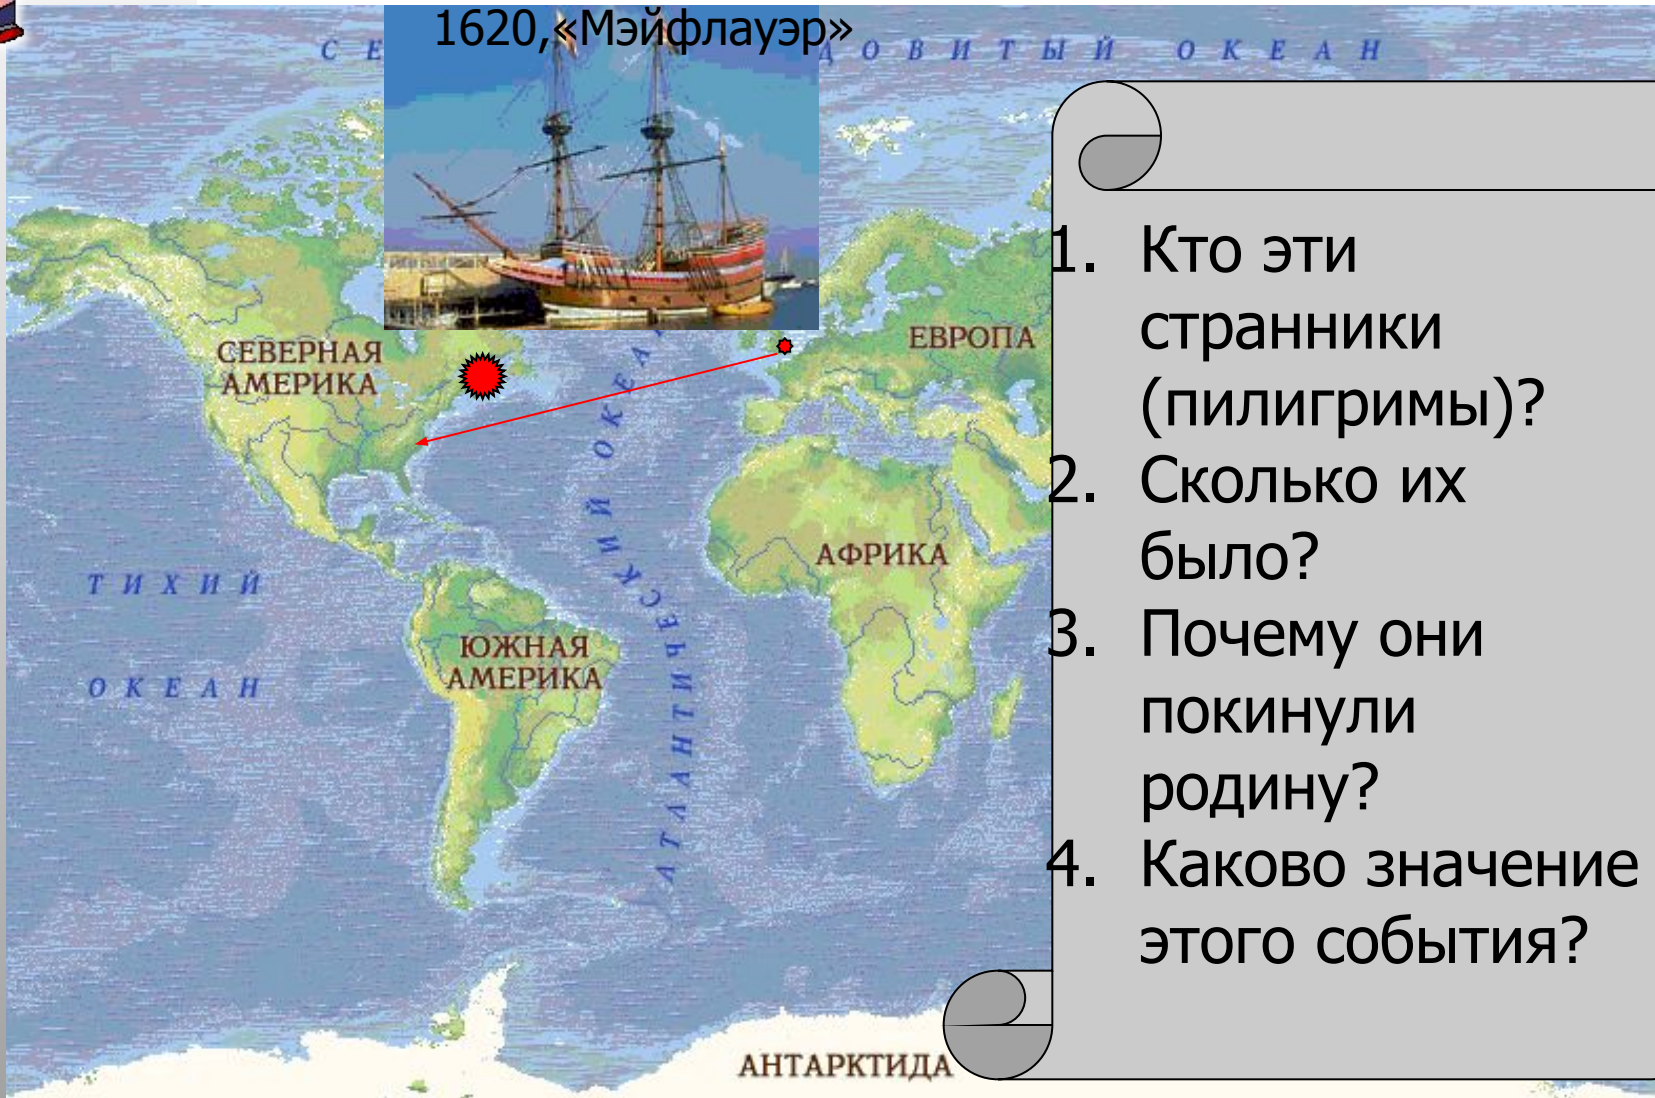 1620,«Мэйфлауэр»
С Е
Д О В И Т Ы Й О К Е А Н
1. Кто эти
странники
(пилигримы)?
2. Сколько их
было?
3. Почему они
покинули
родину?
4. Каково значение
этого события?
СЕВЕРНАЯ
АМЕРИКА
ЕВРОПА
АТЛАНТИЧЕСКИЙ ОКЕА
АФРИКА
ТИХИЙ
ОКЕАН
ЮЖНАЯ
АМЕРИКА
АНТАРКТИДА